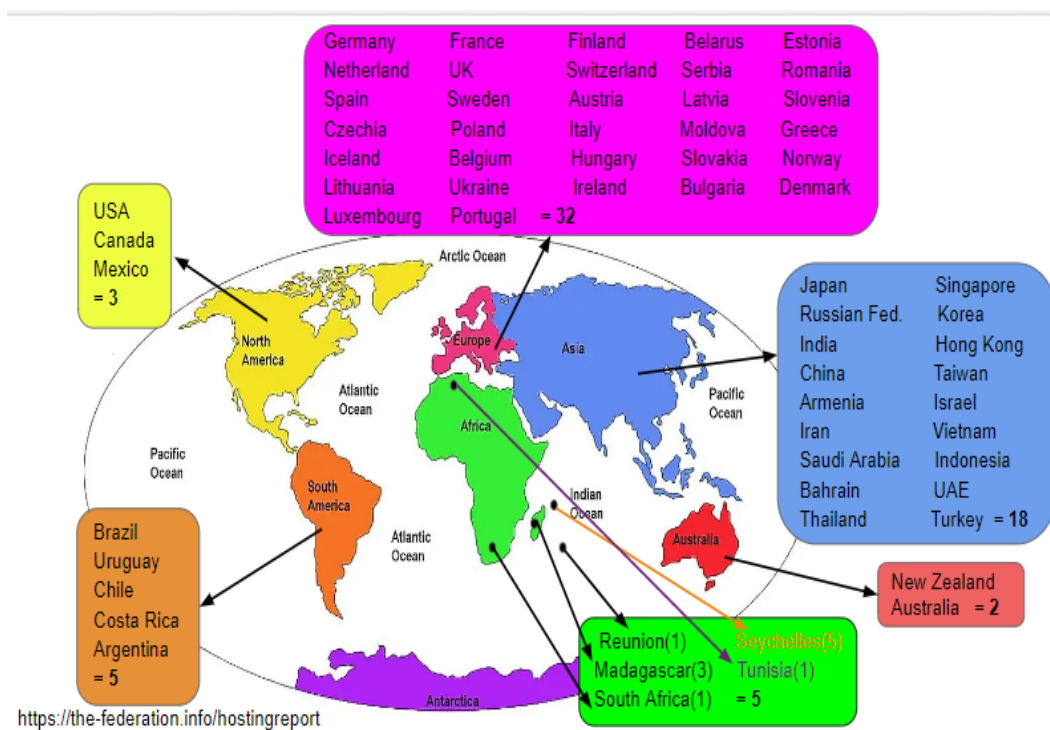 Germany France Finland Belarus Estonia
Netherland UK Switzerland Serbia Romania
Spain Sweden Austria Latvia Slovenia
Czechia Poland Italy Moldova Greece
Iceland Belgium Hungary Slovakia Norway
Lithuania Ukraine Ireland Bulgaria Denmark
Luxembourg Portugal = 32
USA
Canada
Mexico
= 3
Arctic Ocean
North
America
Europe
Asia
Atlantic
Ocean
Pacific
Ocean
Africa
Pacific
Ocean
South
America
Indian
Ocean
Atlantic
Ocean
Australia
Antarctica
Japan Singapore
Russian Fed. Korea
India Hong Kong
China Taiwan
Armenia Israel
Iran Vietnam
Saudi Arabia Indonesia
Bahrain UAE
Thailand Turkey = 18
Brazil
Uruguay
Chile
Costa Rica
Argentina
= 5
New Zealand
Australia = 2
Reunion(1) Seychelles(5)
Madagascar(3) Tunisia(1)
South Africa(1) = 5
https://the-federation.info/hostingreport